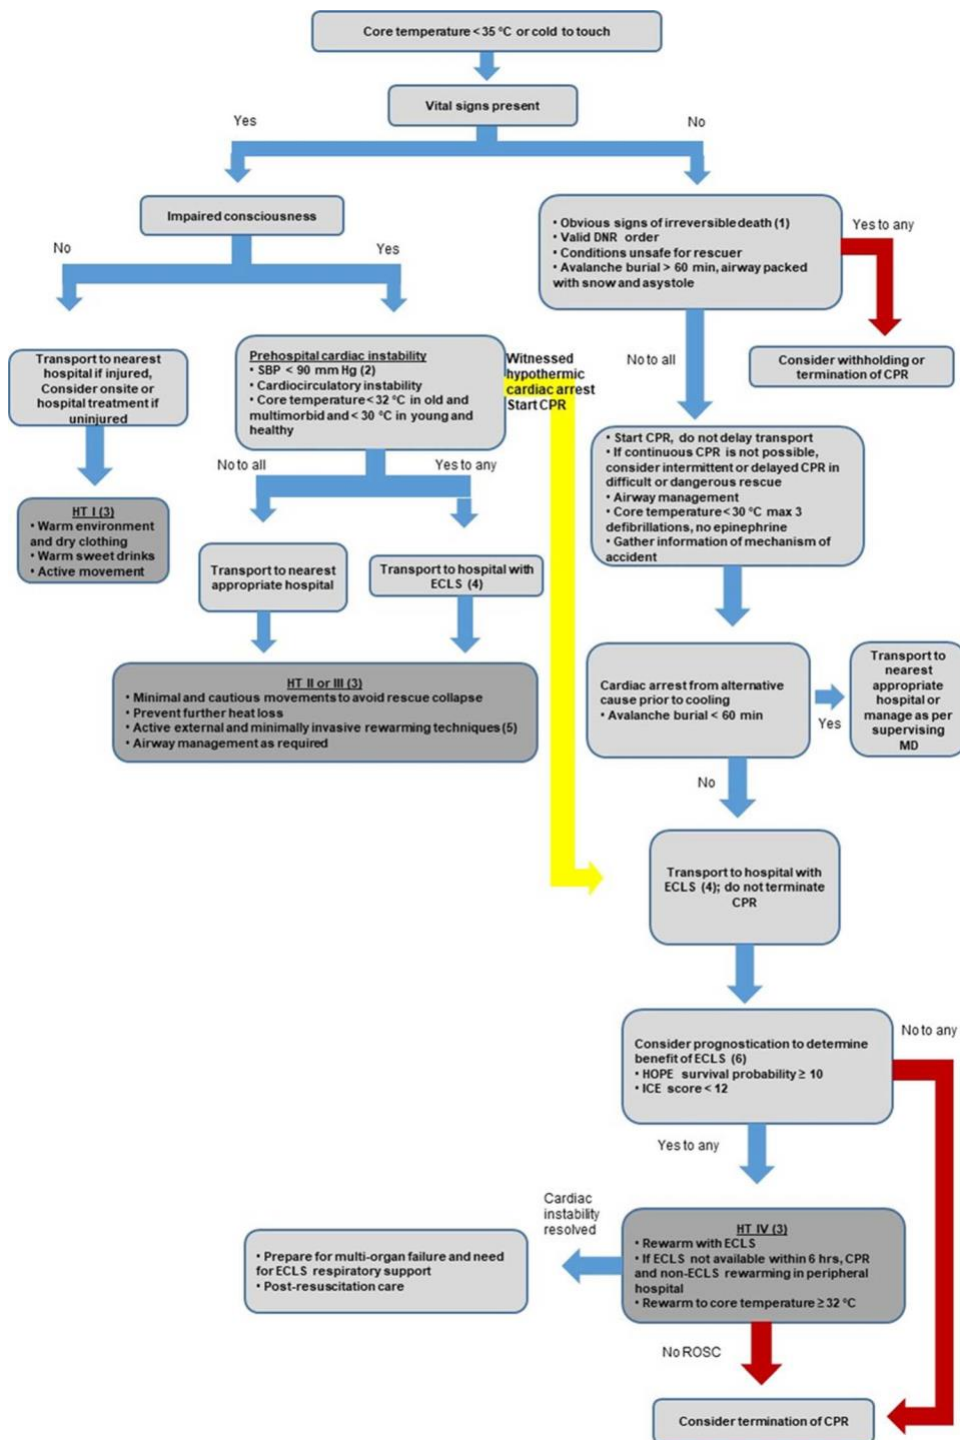 Core temperature < 35 °C or cold to touch
Vital signs present
Yes
No
Impaired consciousness
No
Yes
• Obvious signs of irreversible death (1)
• Valid DNR order
• Conditions unsafe for rescuer
• Avalanche burial > 60 min, airway packed
with snow and asystole
Yes to any
Consider withholding or
termination of CPR
No to all
Transport to nearest
hospital if injured,
Consider onsite or
hospital treatment if
uninjured
Prehospital cardiac instability
• SBP < 90 mm Hg (2)
• Cardiocirculatory instability
• Core temperature < 32 °C in old and
multimorbid and < 30 °C in young and
healthy
Witnessed
hypothermic
cardiac arrest
Start CPR
No to all
Yes to any
HT I (3)
• Warm environment
and dry clothing
• Warm sweet drinks
• Active movement
Transport to nearest
appropriate hospital
Transport to hospital with
ECLS (4)
HT II or III (3)
• Minimal and cautious movements to avoid rescue collapse
• Prevent further heat loss
• Active external and minimally invasive rewarming techniques (5)
• Airway management as required
• Start CPR, do not delay transport
• If continuous CPR is not possible,
consider intermittent or delayed CPR in
difficult or dangerous rescue
• Airway management
• Core temperature < 30 °C max 3
defibrillations, no epinephrine
• Gather information of mechanism of
accident
Cardiac arrest from alternative
cause prior to cooling
• Avalanche burial < 60 min
Yes
Transport to
nearest
appropriate
hospital or
manage as per
supervising
MD
No
Transport to hospital with
ECLS (4); do not terminate
CPR
Consider prognostication to determine
benefit of ECLS (6)
• HOPE survival probability ≥ 10
• ICE score < 12
No to any
Yes to any
HT IV (3)
• Rewarm with ECLS
• If ECLS not available within 6 hrs, CPR
and non-ECLS rewarming in peripheral
hospital
• Rewarm to core temperature ≥ 32 °C
Cardiac
instability
resolved
• Prepare for multi-organ failure and need
for ECLS respiratory support
• Post-resuscitation care
No ROSC
Consider termination of CPR